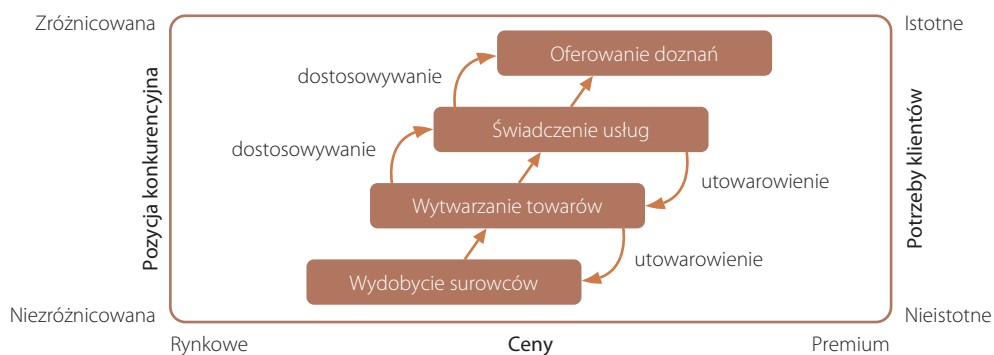 Zróżnicowana
Istotne
Oferowanie doznań
dostosowywanie
Pozycja konkurencyjna
Świadczenie usług
dostosowywanie
utowarowienie
Potrzeby klientów
Wytwarzanie towarów
utowarowienie
Wydobycie surowców
Niezróżnicowana
Nieistotne
Rynkowe
Ceny
Premium